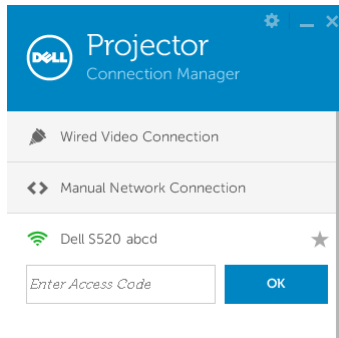 DELL
Projector
Connection Manager
Wired Video Connection
Manual Network Connection
Dell S520 abcd
Enter Access Code OK